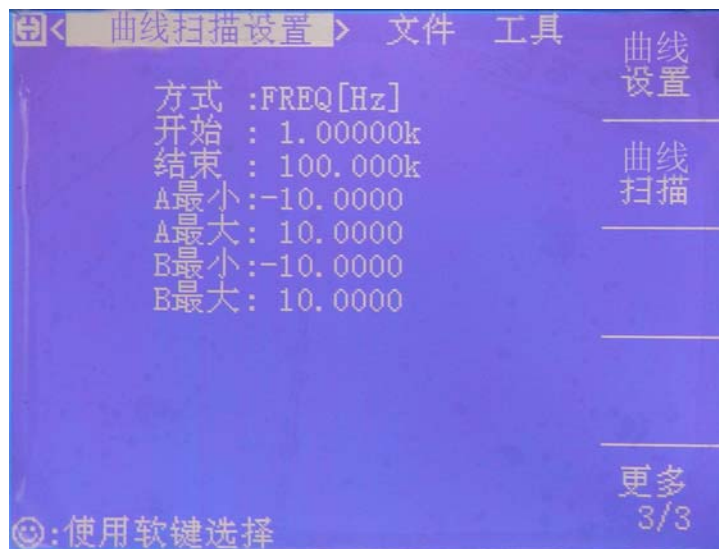 < 曲线扫描设置 > 文件 工具
方式 :FREQ[Hz]
开始 : 1.00000k
结束 : 100.000k
A最小:-10.0000
A最大: 10.0000
B最小:-10.0000
B最大: 10.0000
曲线
设置
曲线
扫描
更多
3/3
:使用软键选择